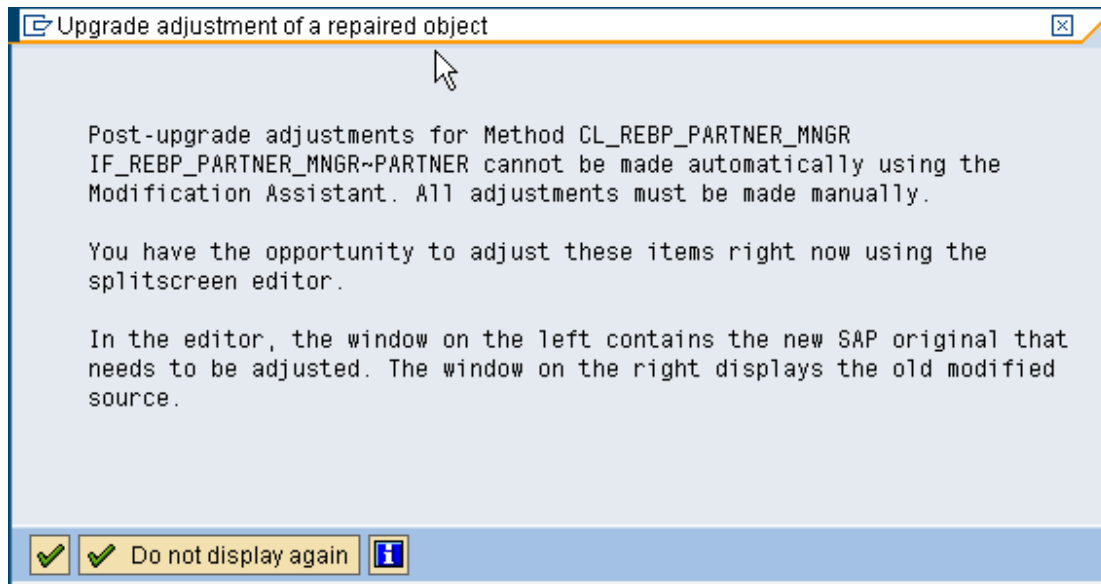 Upgrade adjustment of a repaired object
Post-upgrade adjustments for Method CL_REBP_PARTNER_MNGR
IF_REBP_PARTNER_MNGR~PARTNER cannot be made automatically using the
Modification Assistant. All adjustments must be made manually.
You have the opportunity to adjust these items right now using the
splitscreen editor.
In the editor, the window on the left contains the new SAP original that
needs to be adjusted. The window on the right displays the old modified
source.
Do not display again